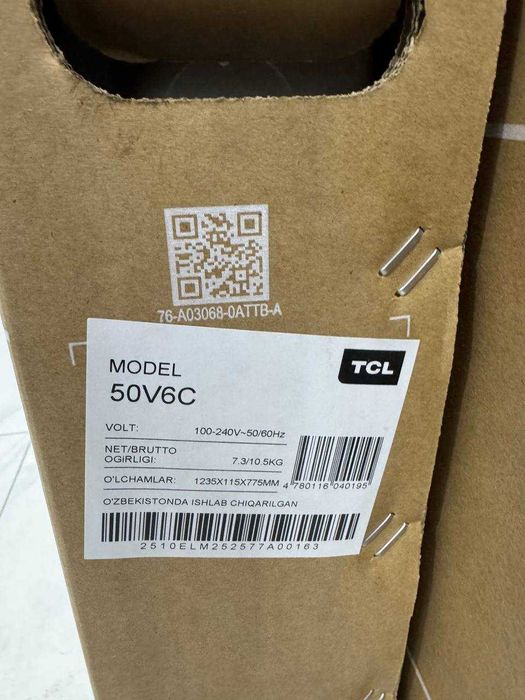 76-A03068-0ATTB-A
TCL
MODEL
50V6C
VOLT: 100-240V~50/60Hz
NET/BRUTTO
OGIRLIGI: 7.3/10.5KG
O'LCHAMLAR: 1235X115X775MM
4 780116 040195
O'ZBEKISTONDA ISHLAB CHIQARILGAN
2510ELM252577A00163